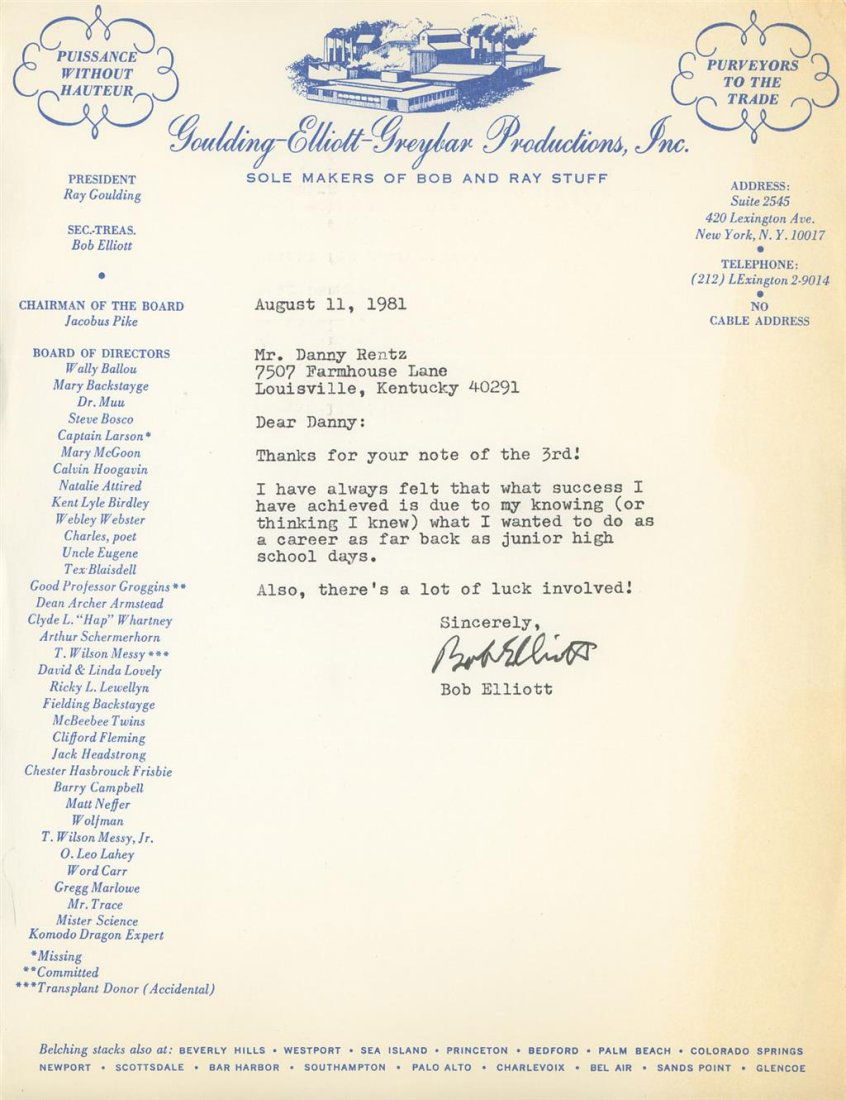 PUISSANCE
WITHOUT
HAUTEUR
PURVEYORS
TO THE
TRADE
Goulding-Elliott-Greybar Productions, Inc.
SOLE MAKERS OF BOB AND RAY STUFF
PRESIDENT
Ray Goulding
SEC.-TREAS.
Bob Elliott
•
CHAIRMAN OF THE BOARD
Jacobus Pike
BOARD OF DIRECTORS
Wally Ballou
Mary Backstayge
Dr. Muu
Steve Bosco
Captain Larson*
Mary McGoon
Calvin Hoogavin
Natalie Attired
Kent Lyle Birdley
Webley Webster
Charles, poet
Uncle Eugene
Tex Blaisdell
Good Professor Groggins**
Dean Archer Armstead
Clyde L. "Hap" Whartney
Arthur Schermerhorn
T. Wilson Messy***
David & Linda Lovely
Ricky L. Lewellyn
Fielding Backstayge
McBeebee Twins
Clifford Fleming
Jack Headstrong
Chester Hasbrouck Frisbie
Barry Campbell
Matt Neffer
Wolfman
T. Wilson Messy, Jr.
O. Leo Lahey
Word Carr
Gregg Marlowe
Mr. Trace
Mister Science
Komodo Dragon Expert
*Missing
**Committed
***Transplant Donor (Accidental)
ADDRESS:
Suite 2545
420 Lexington Ave.
New York, N. Y. 10017
•
TELEPHONE:
(212) LExington 2-9014
•
NO
CABLE ADDRESS
August 11, 1981
Mr. Danny Rentz
7507 Farmhouse Lane
Louisville, Kentucky 40291
Dear Danny:
Thanks for your note of the 3rd!
I have always felt that what success I
have achieved is due to my knowing (or
thinking I knew) what I wanted to do as
a career as far back as junior high
school days.
Also, there's a lot of luck involved!
Sincerely,
Bob Elliott
Bob Elliott
Belching stacks also at: BEVERLY HILLS • WESTPORT • SEA ISLAND • PRINCETON • BEDFORD • PALM BEACH • COLORADO SPRINGS
NEWPORT • SCOTTSDALE • BAR HARBOR • SOUTHAMPTON • PALO ALTO • CHARLEVOIX • BEL AIR • SANDS POINT • GLENCOE